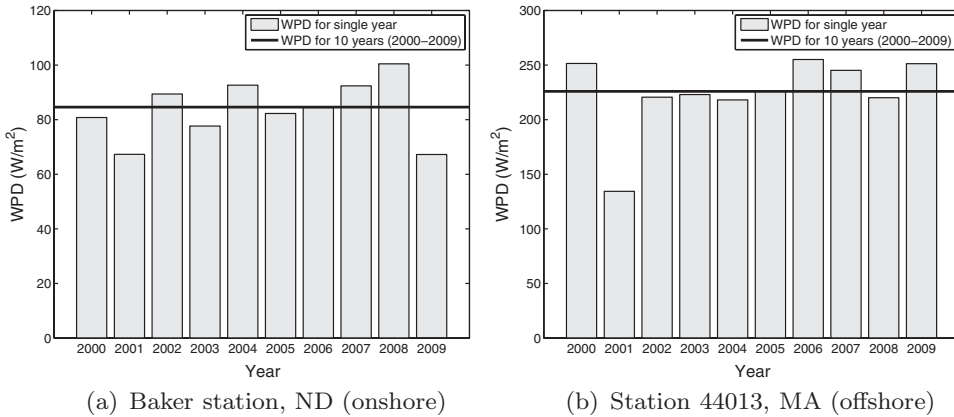 120
100
80
60
40
20
0
WPD (W/m²)
WPD for single year
WPD for 10 years (2000−2009)
2000 2001 2002 2003 2004 2005 2006 2007 2008 2009
Year
(a) Baker station, ND (onshore)
300
250
200
150
100
50
0
WPD (W/m²)
WPD for single year
WPD for 10 years (2000−2009)
2000 2001 2002 2003 2004 2005 2006 2007 2008 2009
Year
(b) Station 44013, MA (offshore)